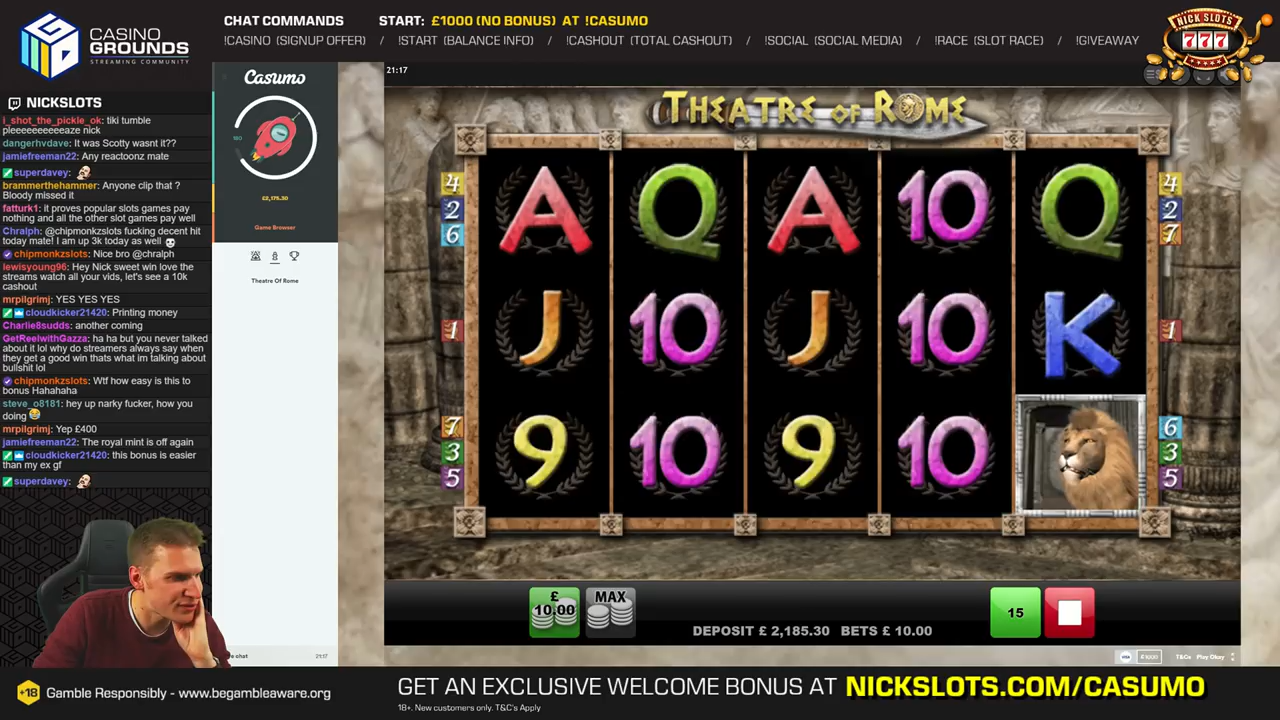 CHAT COMMANDS
START: £1000 (NO BONUS) AT !CASUMO
!CASINO (SIGNUP OFFER) / !START (BALANCE INFO) / !CASHOUT (TOTAL CASHOUT) / !SOCIAL (SOCIAL MEDIA) / !RACE (SLOT RACE) / !GIVEAWAY
CASINO
GROUNDS
STREAMING COMMUNITY
NICK SLOTS
777
NICKSLOTS
i_shot_the_pickle_ok: tiki tumble
pleeeeeeeeeaze nick
dangerhvdave: It was Scotty wasnt it??
jamiefreeman22: Any reactoonz mate
superdavey:
brammerthehammer: Anyone clip that ?
Bloody missed it
fatturk1: it proves popular slots games pay
nothing and all the other slot games pay well
Chralph: @chipmonkzslots fucking decent hit
today mate! I am up 3k today as well
chipmonkzslots: Nice bro @chralph
lewisyoung96: Hey Nick sweet win love the
streams watch all your vids, let's see a 10k
cashout
mrpilgrimj: YES YES YES
cloudkicker21420: Printing money
Charlie8sudds: another coming
GetReelwithGazza: ha ha but you never talked
about it lol why do streamers always say when
they get a good win thats what im talking about
bullshit lol
chipmonkzslots: Wtf how easy is this to
bonus Hahahaha
steve_o8181: hey up narky fucker, how you
doing
mrpilgrimj: Yep £400
jamiefreeman22: The royal mint is off again
cloudkicker21420: this bonus is easier
than my ex gf
superdavey:
Casumo
£2,175.30
Game Browser
Theatre Of Rome
21:17
21:17
THEATRE OF ROME
4 A Q A 10 Q 4
2 2
6 7
1 J 10 J 10 K 1
7 9 10 9 10 6
3 3
5 5
£
10.00
MAX
DEPOSIT £ 2,185.30 BETS £ 10.00
15
T&Cs Play Okay
+18 Gamble Responsibly - www.begambleaware.org
GET AN EXCLUSIVE WELCOME BONUS AT NICKSLOTS.COM/CASUMO
18+. New customers only. T&C's Apply